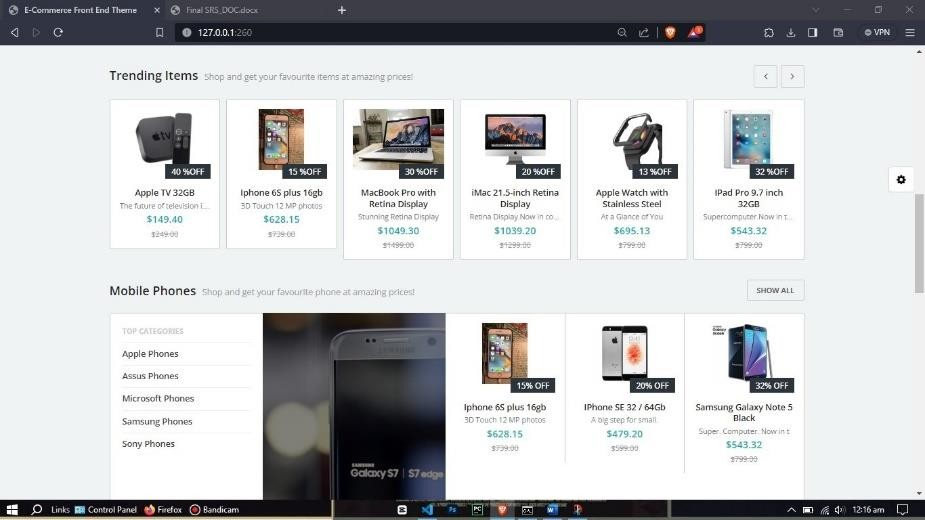 E-Commerce Front End Theme
Final SRS_DOC.docx
127.0.0.1:260
VPN
Trending Items Shop and get your favourite items at amazing prices!
40 %OFF
15 %OFF
30 %OFF
20 %OFF
13 %OFF
32 %OFF
Apple TV 32GB
The future of television i...
$149.40
$249.00
Iphone 6S plus 16gb
3D Touch 12 MP photos
$628.15
$739.00
MacBook Pro with
Retina Display
Stunning Retina Display
$1049.30
$1499.00
iMac 21.5-inch Retina
Display
Retina Display Now in co...
$1039.20
$1299.00
Apple Watch with
Stainless Steel
At a Glance of You
$695.13
$799.00
IPad Pro 9.7 inch
32GB
Supercomputer.Now in t...
$543.32
$799.00
Mobile Phones Shop and get your favourite phone at amazing prices!
SHOW ALL
TOP CATEGORIES
Apple Phones
Assus Phones
Microsoft Phones
Samsung Phones
Sony Phones
SAMSUNG
SAMSUNG
Galaxy S7 | S7 edge
15% OFF
Iphone 6S plus 16gb
3D Touch 12 MP photos
$628.15
$739.00
20% OFF
IPhone SE 32 / 64Gb
A big step for small.
$479.20
$599.00
32% OFF
Samsung Galaxy Note 5
Black
Super. Computer. Now in t
$543.32
$799.00
Links Control Panel Firefox Bandicam
12:16 am